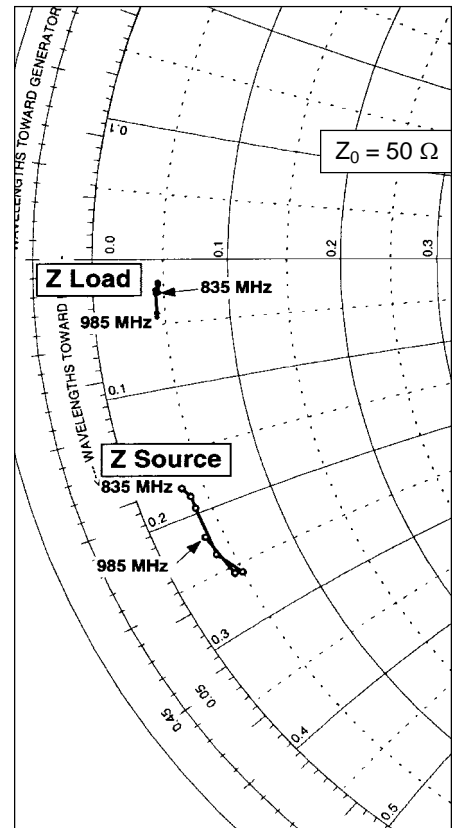 WAVELENGTHS TOWARD GENERATOR
0.1
Z₀ = 50 Ω
0.0
0.1
0.2
0.3
Z Load
835 MHz
985 MHz
WAVELENGTHS TOWARD
0.1
Z Source
835 MHz
0.2
985 MHz
0.3
0.05
0.45
0.4
0.5